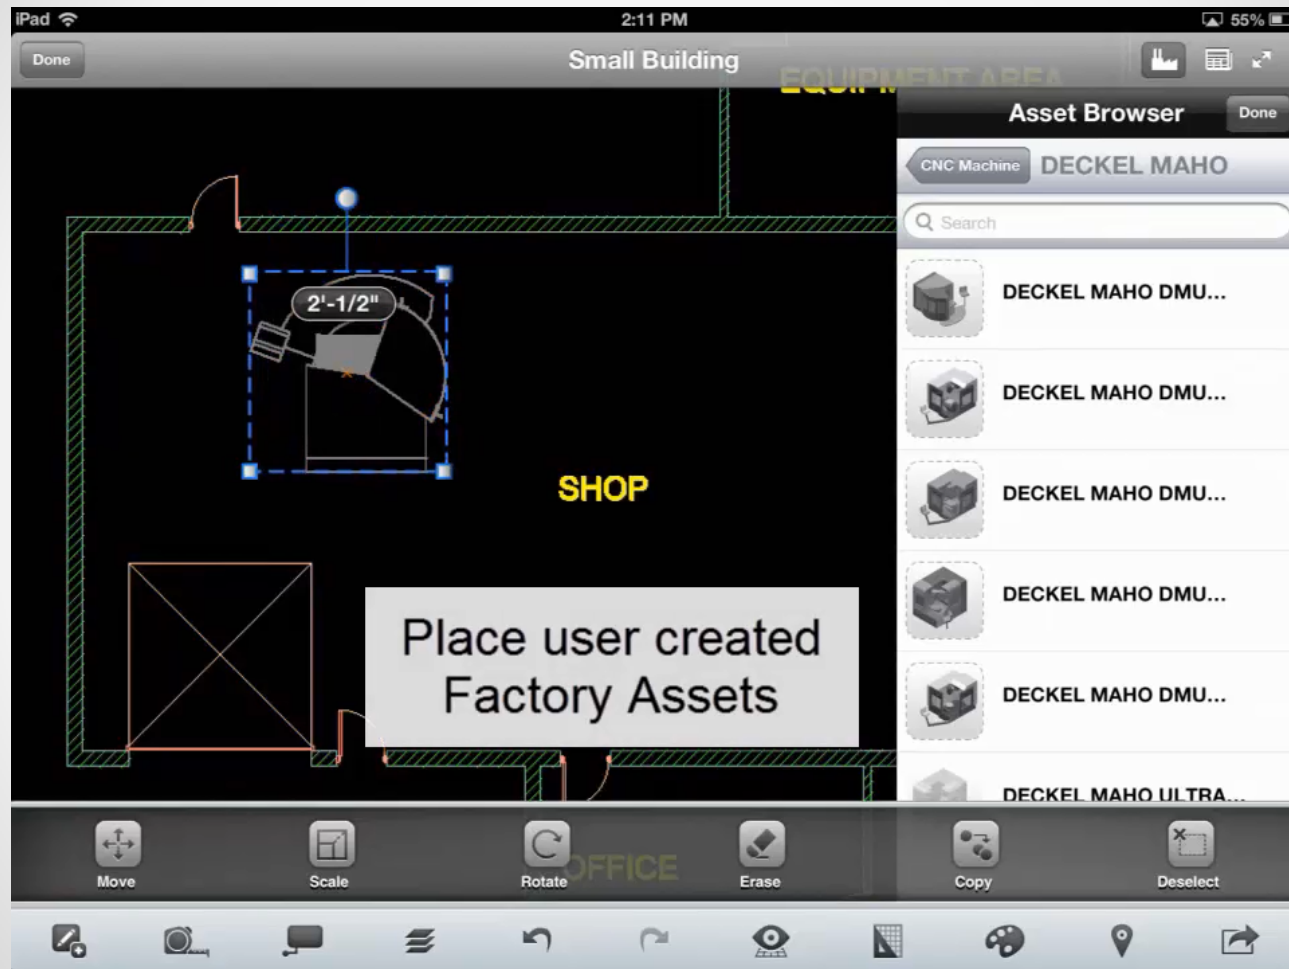 iPad
2:11 PM
55%
Done
Small Building
EQUIPMENT AREA
Asset Browser
Done
CNC Machine
DECKEL MAHO
Search
DECKEL MAHO DMU...
DECKEL MAHO DMU...
DECKEL MAHO DMU...
DECKEL MAHO DMU...
DECKEL MAHO DMU...
DECKEL MAHO ULTRA...
2'-1/2"
SHOP
Place user created
Factory Assets
OFFICE
Move
Scale
Rotate
Erase
Copy
Deselect